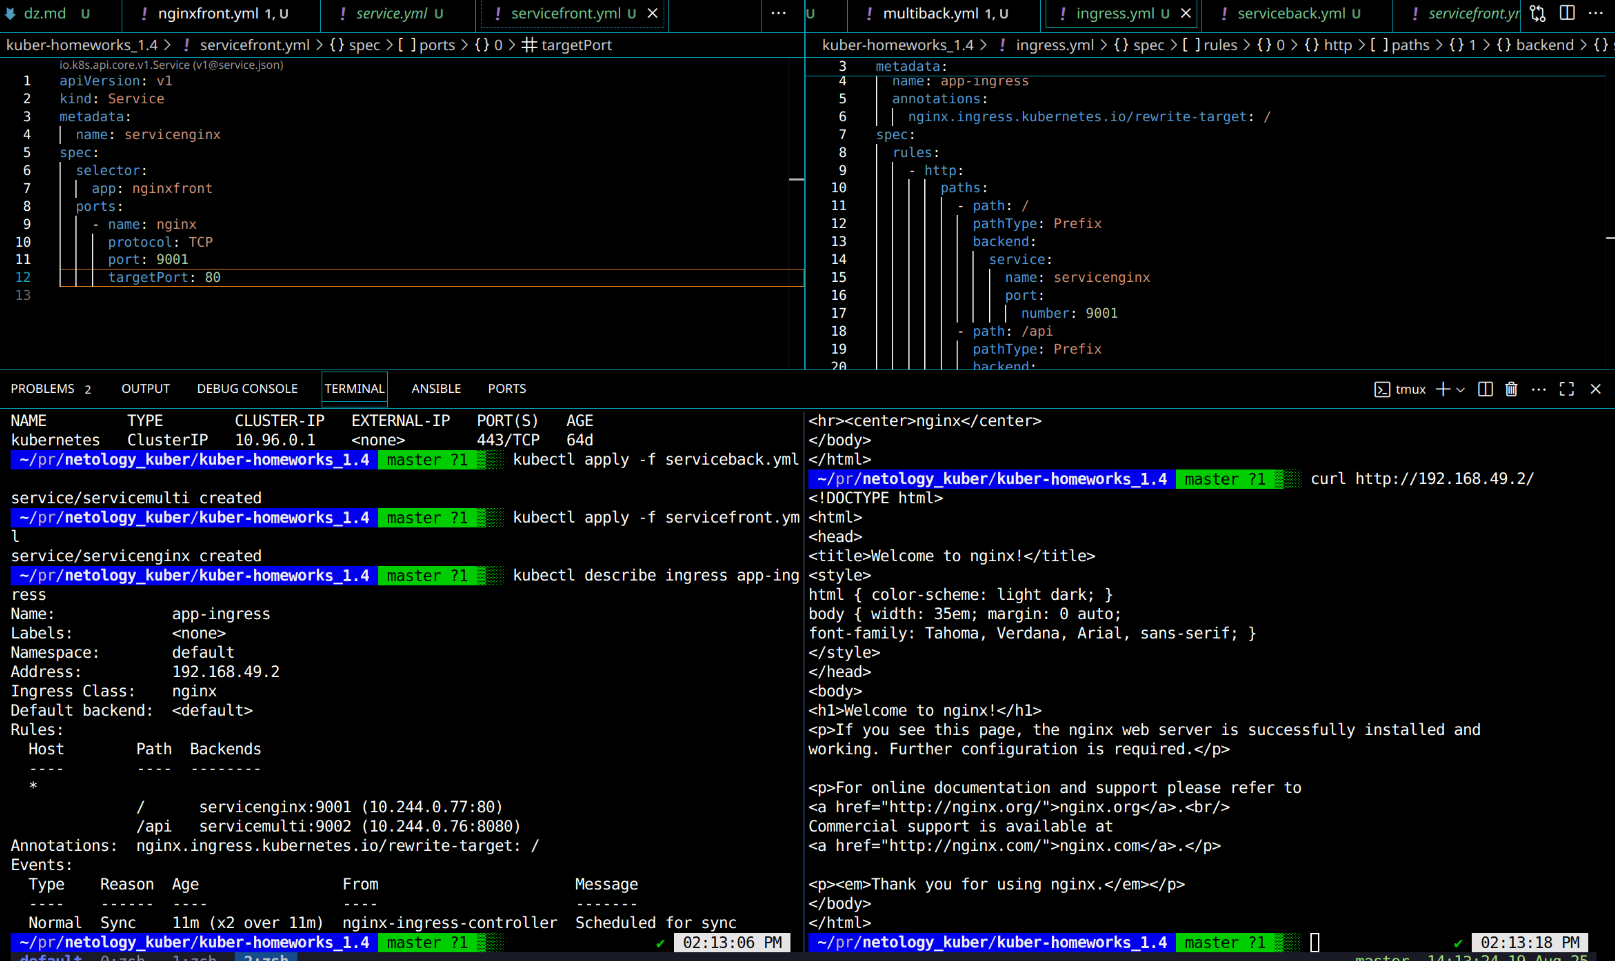 dz.md U ! nginxfront.yml 1, U ! service.yml U ! servicefront.yml U × ···
kuber-homeworks_1.4 > ! servicefront.yml > {} spec > [ ] ports > {} 0 > # targetPort
io.k8s.api.core.v1.Service (v1@service.json)
1 apiVersion: v1
2 kind: Service
3 metadata:
4 name: servicenginx
5 spec:
6 selector:
7 app: nginxfront
8 ports:
9 - name: nginx
10 protocol: TCP
11 port: 9001
12 targetPort: 80
13
U ! multiback.yml 1, U ! ingress.yml U × ! serviceback.yml U ! servicefront.yr ···
kuber-homeworks_1.4 > ! ingress.yml > {} spec > [ ] rules > {} 0 > {} http > [ ] paths > {} 1 > {} backend > {} s
3 metadata:
4 name: app-ingress
5 annotations:
6 nginx.ingress.kubernetes.io/rewrite-target: /
7 spec:
8 rules:
9 - http:
10 paths:
11 - path: /
12 pathType: Prefix
13 backend:
14 service:
15 name: servicenginx
16 port:
17 number: 9001
18 - path: /api
19 pathType: Prefix
20 backend:
PROBLEMS 2 OUTPUT DEBUG CONSOLE TERMINAL ANSIBLE PORTS tmux + ··· ×
NAME TYPE CLUSTER-IP EXTERNAL-IP PORT(S) AGE
kubernetes ClusterIP 10.96.0.1 <none> 443/TCP 64d
~/pr/netology_kuber/kuber-homeworks_1.4 master ?1 kubectl apply -f serviceback.yml
service/servicemulti created
~/pr/netology_kuber/kuber-homeworks_1.4 master ?1 kubectl apply -f servicefront.ym
l
service/servicenginx created
~/pr/netology_kuber/kuber-homeworks_1.4 master ?1 kubectl describe ingress app-ing
ress
Name: app-ingress
Labels: <none>
Namespace: default
Address: 192.168.49.2
Ingress Class: nginx
Default backend: <default>
Rules:
Host Path Backends
---- ---- --------
*
/ servicenginx:9001 (10.244.0.77:80)
/api servicemulti:9002 (10.244.0.76:8080)
Annotations: nginx.ingress.kubernetes.io/rewrite-target: /
Events:
Type Reason Age From Message
---- ------ ---- ---- -------
Normal Sync 11m (x2 over 11m) nginx-ingress-controller Scheduled for sync
~/pr/netology_kuber/kuber-homeworks_1.4 master ?1 ✔ 02:13:06 PM
<hr><center>nginx</center>
</body>
</html>
~/pr/netology_kuber/kuber-homeworks_1.4 master ?1 curl http://192.168.49.2/
<!DOCTYPE html>
<html>
<head>
<title>Welcome to nginx!</title>
<style>
html { color-scheme: light dark; }
body { width: 35em; margin: 0 auto;
font-family: Tahoma, Verdana, Arial, sans-serif; }
</style>
</head>
<body>
<h1>Welcome to nginx!</h1>
<p>If you see this page, the nginx web server is successfully installed and
working. Further configuration is required.</p>
<p>For online documentation and support please refer to
<a href="http://nginx.org/">nginx.org</a>.<br/>
Commercial support is available at
<a href="http://nginx.com/">nginx.com</a>.</p>
<p><em>Thank you for using nginx.</em></p>
</body>
</html>
~/pr/netology_kuber/kuber-homeworks_1.4 master ?1 ✔ 02:13:18 PM
default 0:zsh 1:zsh 2:zsh master 14:13:24 19 Aug 25